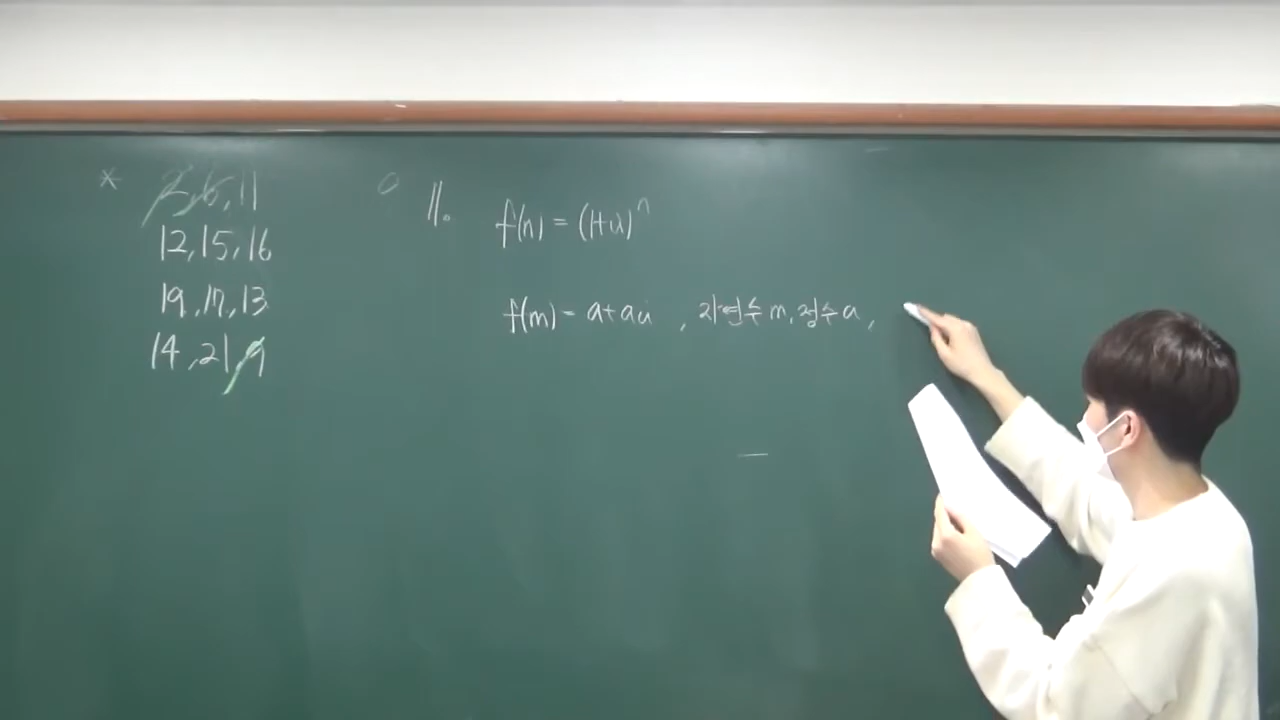 * 2, 6, 11
12, 15, 16
19, 17, 13
14, 21, 9
11. f(n) = (1+i)ⁿ
f(m) = a+ai , 자연수 m, 정수 a,